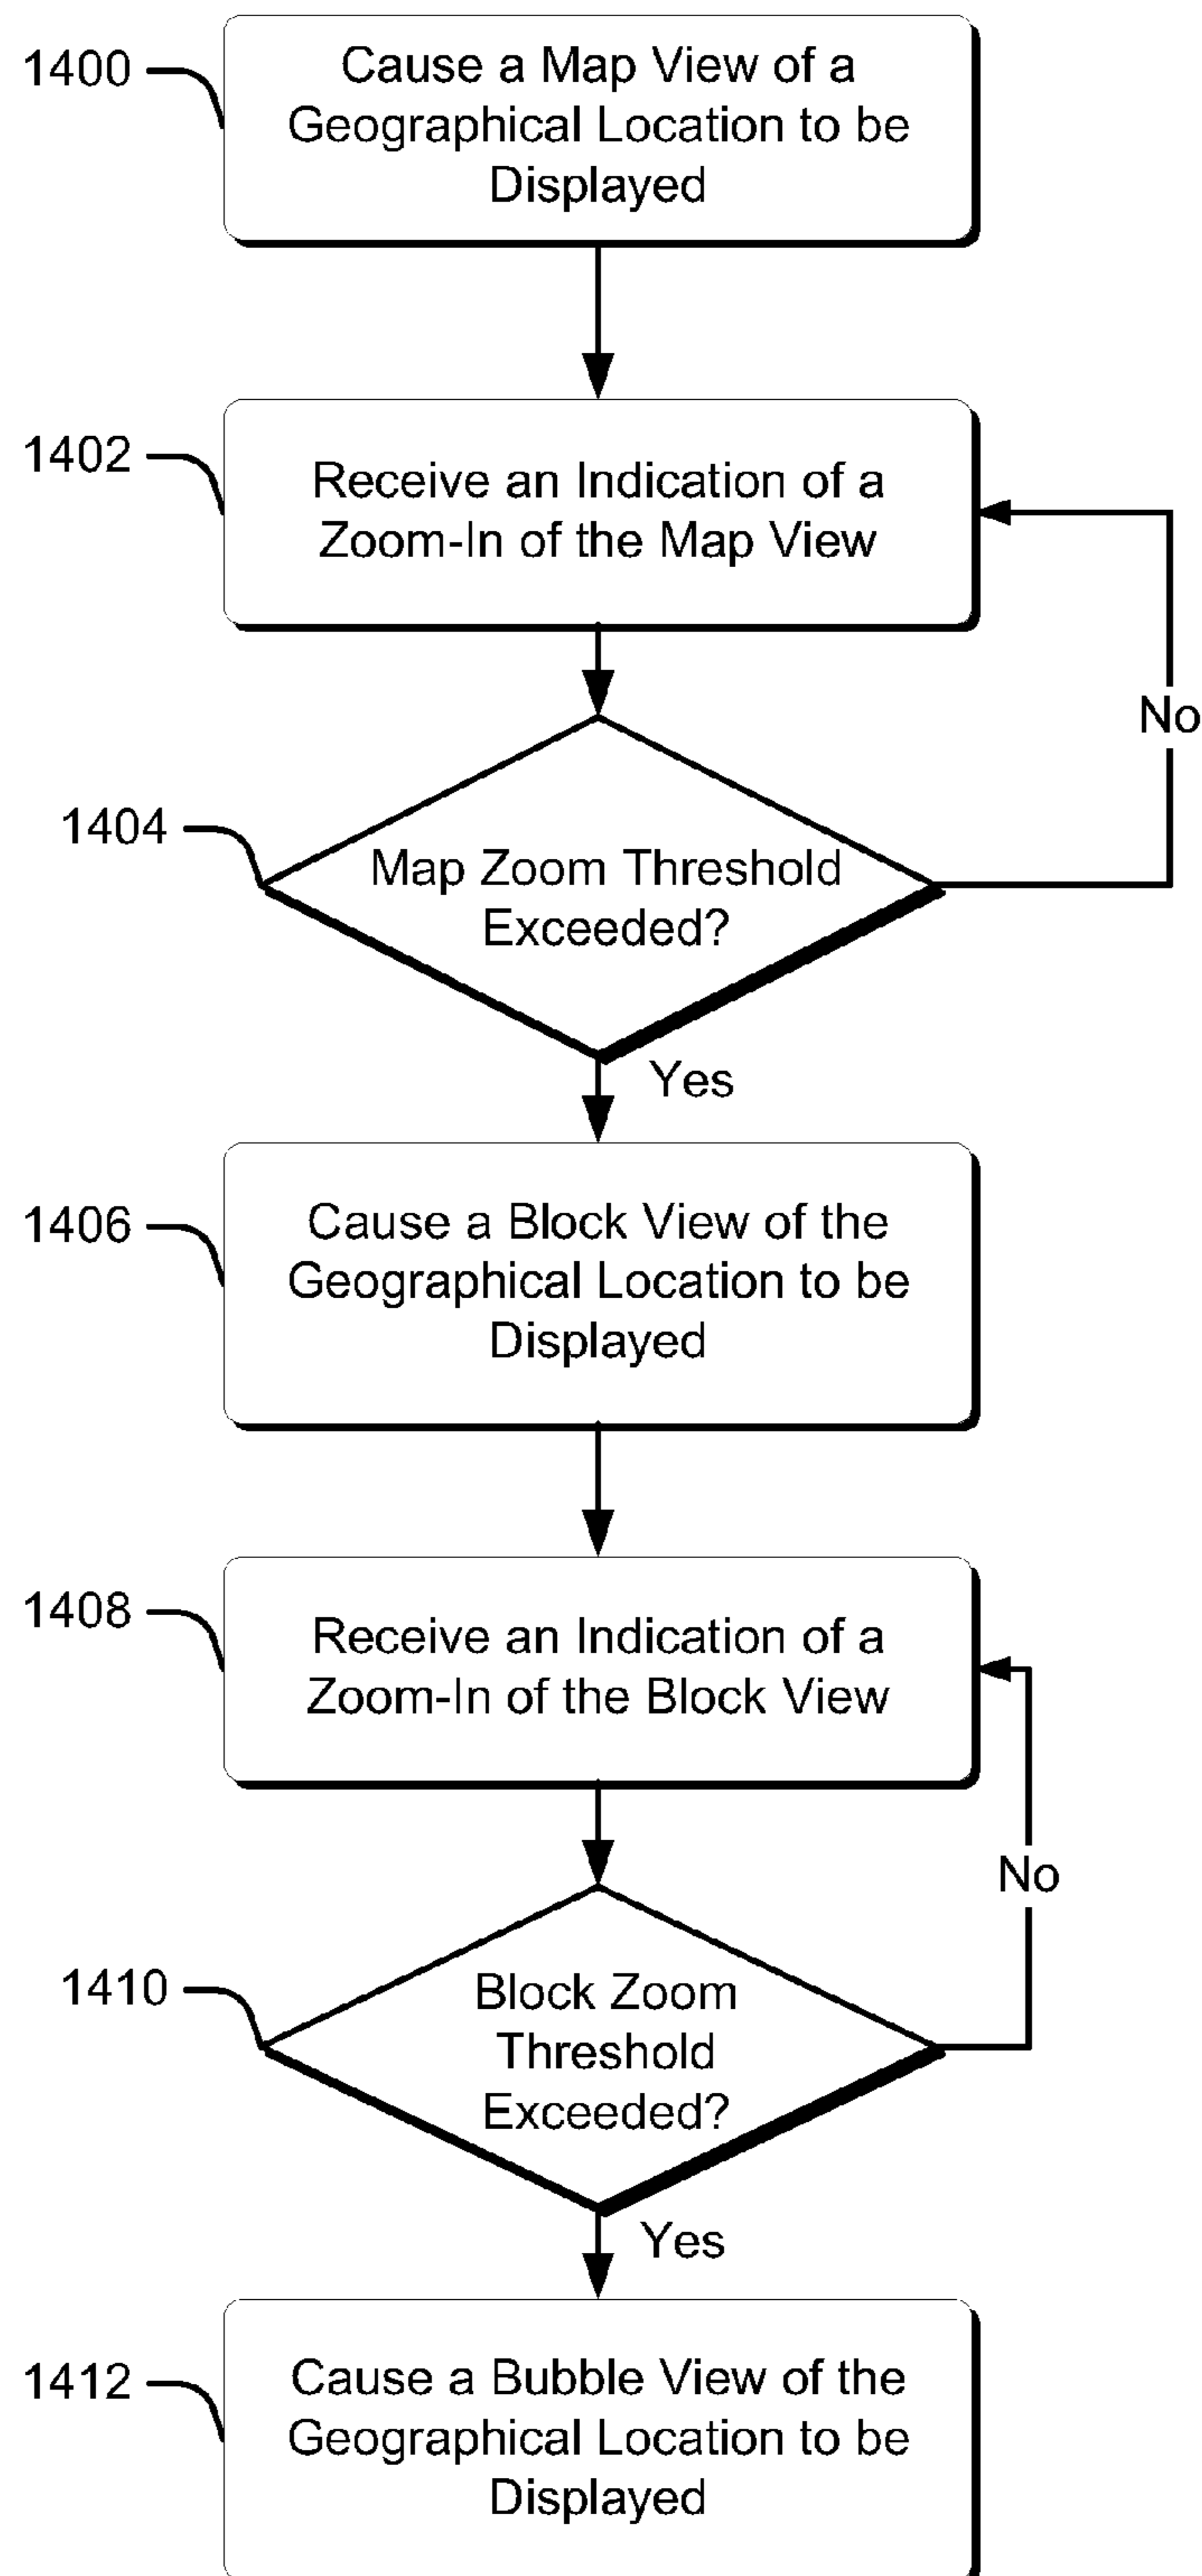 1400
Cause a Map View of a
Geographical Location to be
Displayed
1402
Receive an Indication of a
Zoom-In of the Map View
No
1404
Map Zoom Threshold
Exceeded?
Yes
1406
Cause a Block View of the
Geographical Location to be
Displayed
1408
Receive an Indication of a
Zoom-In of the Block View
No
1410
Block Zoom
Threshold
Exceeded?
Yes
1412
Cause a Bubble View of the
Geographical Location to be
Displayed